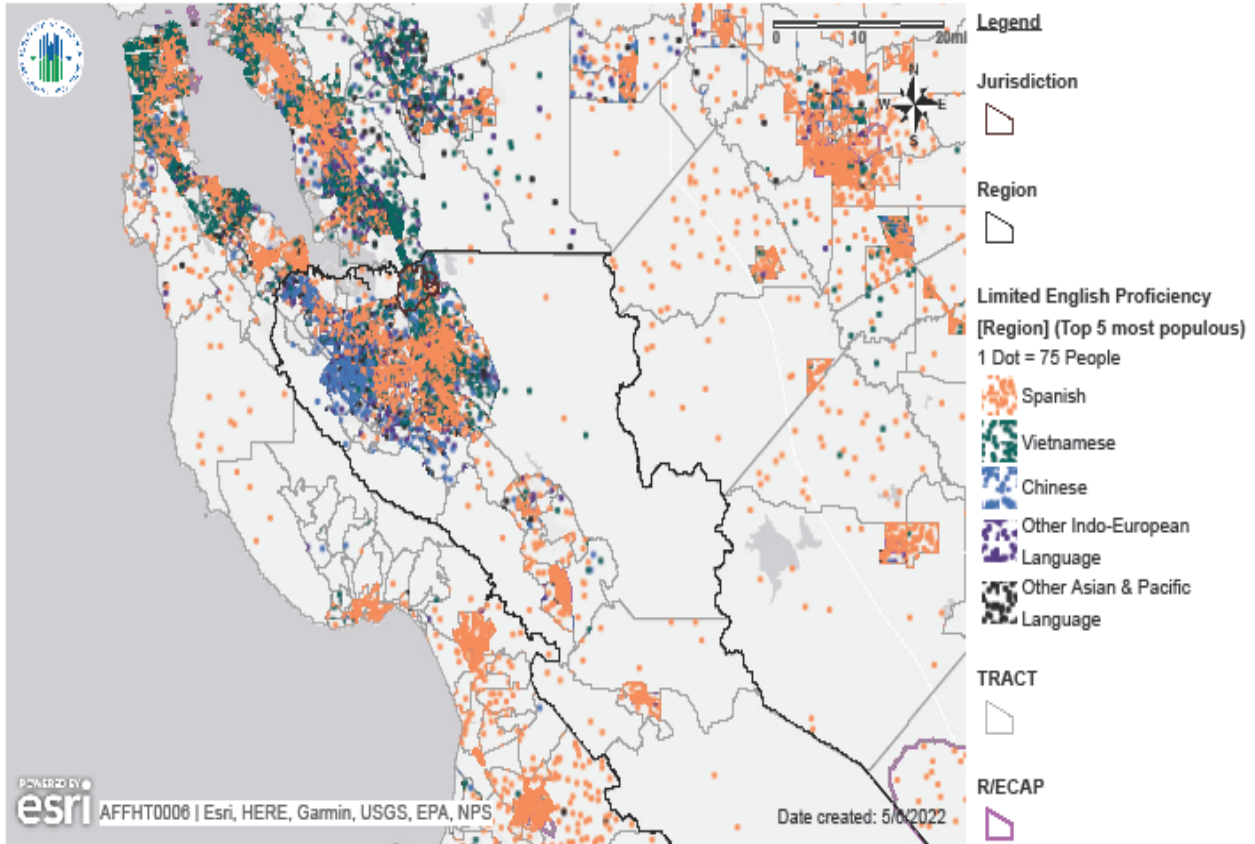 0 10 20mi
N
W E
S
Legend
Jurisdiction
Region
Limited English Proficiency
[Region] (Top 5 most populous)
1 Dot = 75 People
Spanish
Vietnamese
Chinese
Other Indo-European
Language
Other Asian & Pacific
Language
TRACT
R/ECAP
POWERED BY
esri
AFFHT0006 | Esri, HERE, Garmin, USGS, EPA, NPS
Date created: 5/6/2022